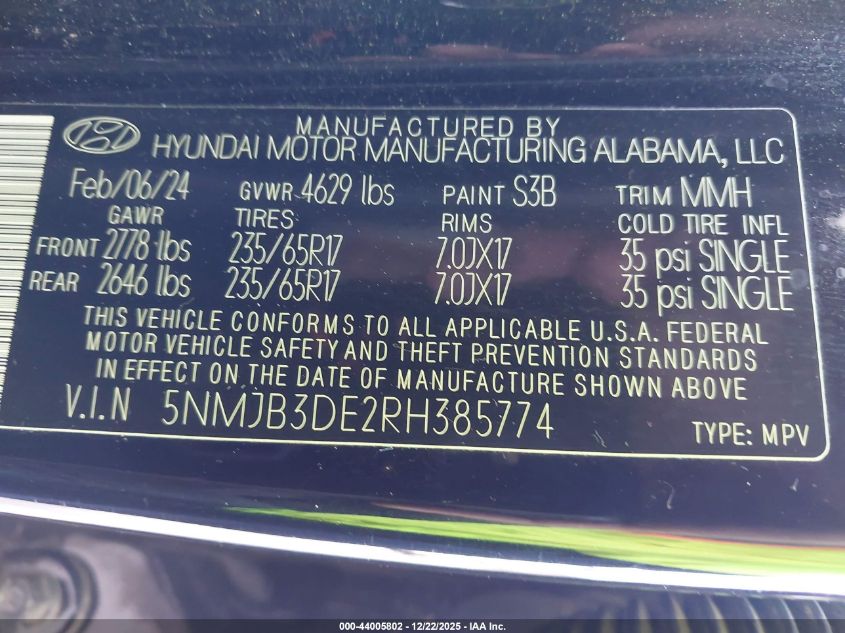 MANUFACTURED BY
HYUNDAI MOTOR MANUFACTURING ALABAMA, LLC
Feb/06/24 GVWR 4629 lbs PAINT S3B TRIM MMH
GAWR TIRES RIMS COLD TIRE INFL
FRONT 2778 lbs 235/65R17 7.0JX17 35 psi SINGLE
REAR 2646 lbs 235/65R17 7.0JX17 35 psi SINGLE
THIS VEHICLE CONFORMS TO ALL APPLICABLE U.S.A. FEDERAL
MOTOR VEHICLE SAFETY AND THEFT PREVENTION STANDARDS
IN EFFECT ON THE DATE OF MANUFACTURE SHOWN ABOVE
V.I.N 5NMJB3DE2RH385774 TYPE: MPV
000-44005802 - 12/22/2025 - IAA Inc.